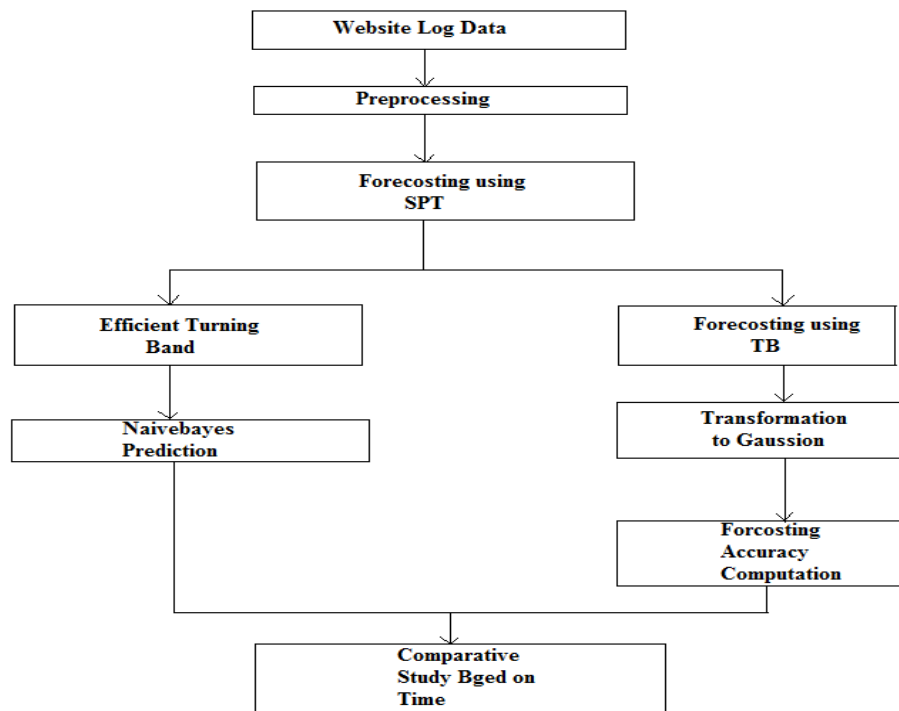 Website Log Data
Preprocessing
Forecosting using
SPT
Efficient Turning
Band
Forecosting using
TB
Naivebayes
Prediction
Transformation
to Gaussion
Forcosting
Accuracy
Computation
Comparative
Study Bged on
Time